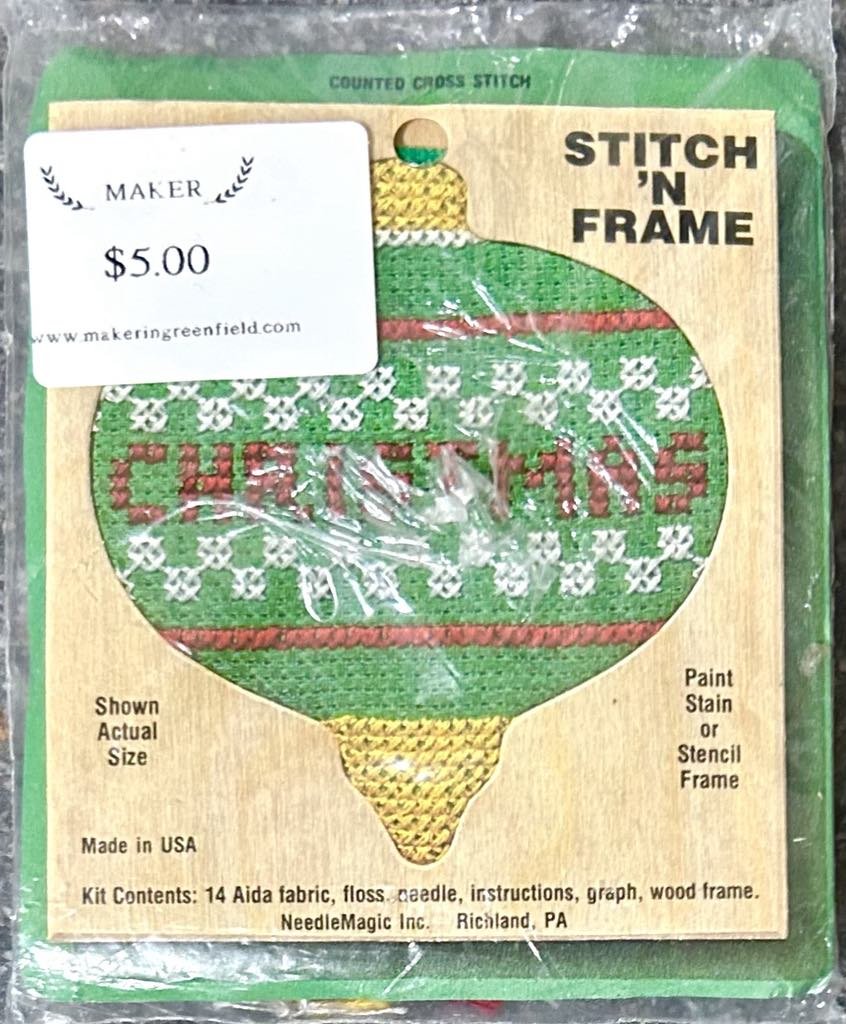 COUNTED CROSS STITCH
STITCH
'N
FRAME
MAKER
$5.00
www.makeringreenfield.com
CHRISTMAS
Shown
Actual
Size
Paint
Stain
or
Stencil
Frame
Made in USA
Kit Contents: 14 Aida fabric, floss, needle, instructions, graph, wood frame.
NeedleMagic Inc. Richland, PA